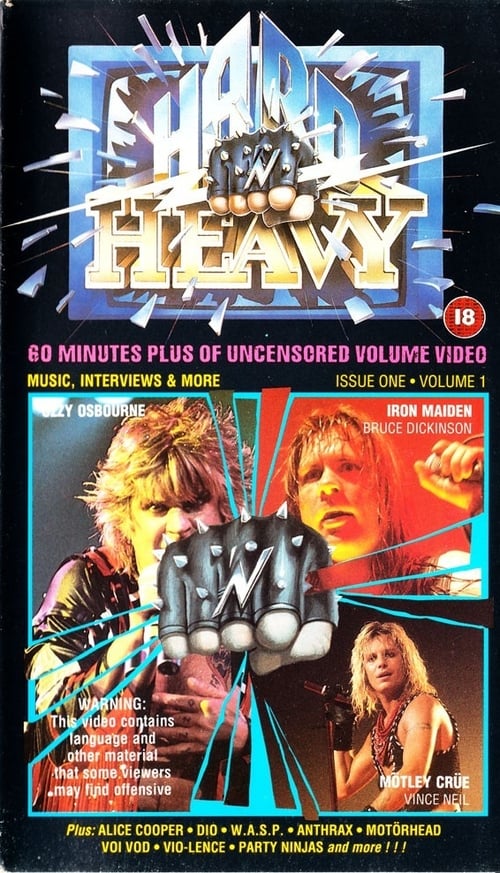 HARD
N
HEAVY
18
60 MINUTES PLUS OF UNCENSORED VOLUME VIDEO
MUSIC, INTERVIEWS & MORE
ISSUE ONE • VOLUME 1
OZZY OSBOURNE
IRON MAIDEN
BRUCE DICKINSON
N
WARNING:
This video contains
language and
other material
that some viewers
may find offensive
MÖTLEY CRÜE
VINCE NEIL
Plus: ALICE COOPER • DIO • W.A.S.P. • ANTHRAX • MOTÖRHEAD
VOI VOD • VIO-LENCE • PARTY NINJAS and more !!!